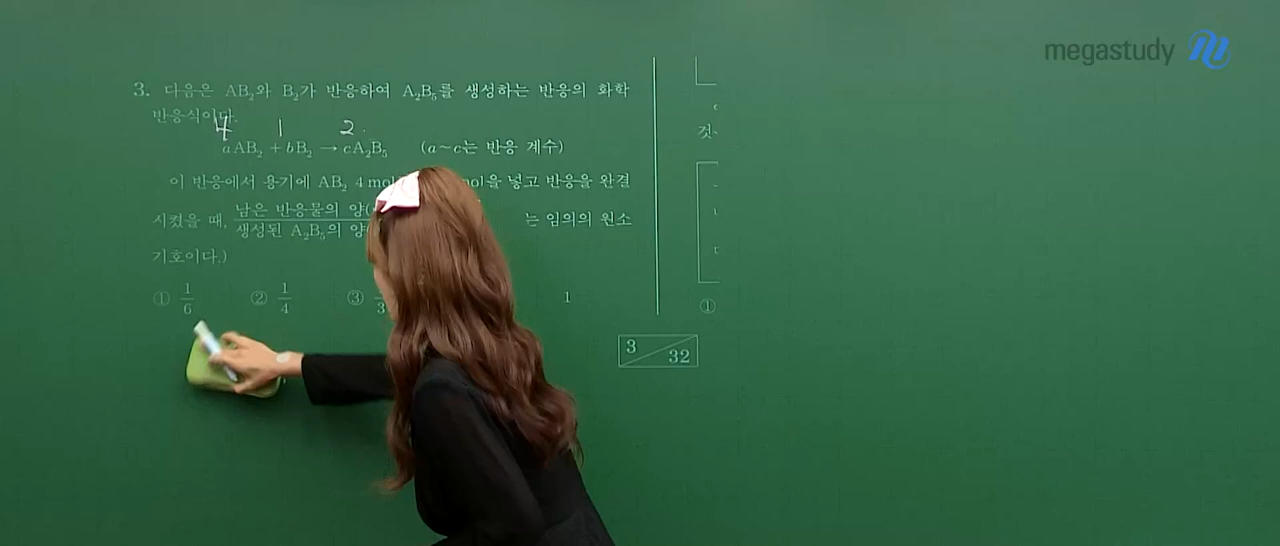 megastudy
3. 다음은 AB₂와 B₂가 반응하여 A₂B₅를 생성하는 반응의 화학
반응식이다.
4 1 2
aAB₂ + bB₂ → cA₂B₅ (a~c는 반응 계수)
이 반응에서 용기에 AB₂ 4 mol을 넣고 반응을 완결
시켰을 때, 남은 반응물의 양(
생성된 A₂B₅의 양(
는 임의의 원소
기호이다.)
① 1/6 ② 1/4 ③ 1
3 / 32
것
①